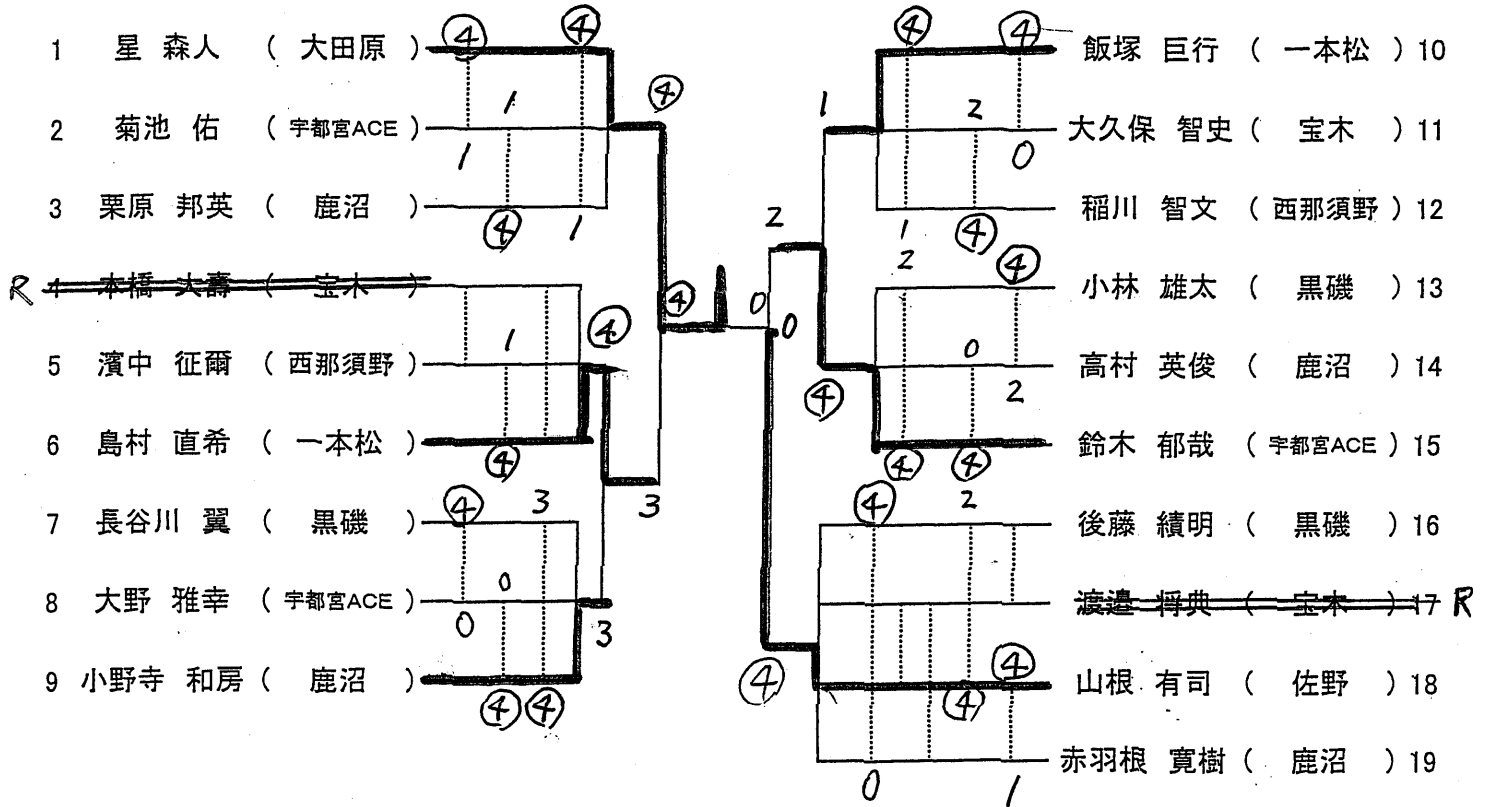 ④ ④
1 星 森人 ( 大田原 )
④
1
2 菊池 佑 ( 宇都宮ACE )
1
3 栗原 邦英 ( 鹿沼 )
④ 1
R 4 本橋 大壽 ( 宝木 )
④
1
5 濱中 征爾 ( 西那須野 )
④
6 島村 直希 ( 一本松 )
④
3
④ 3
7 長谷川 翼 ( 黒磯 )
0
8 大野 雅幸 ( 宇都宮ACE )
0 3
9 小野寺 和房 ( 鹿沼 )
④ ④
④ ④
飯塚 巨行 ( 一本松 ) 10
1 2
大久保 智史 ( 宝木 ) 11
0
稲川 智文 ( 西那須野 ) 12
2
1 ④
2 ④
小林 雄太 ( 黒磯 ) 13
0 0
0
高村 英俊 ( 鹿沼 ) 14
④ 2
鈴木 郁哉 ( 宇都宮ACE ) 15
④ ④
④ 2
後藤 績明 ( 黒磯 ) 16
渡邉 将典 ( 宝木 ) 17 R
④
山根 有司 ( 佐野 ) 18
④ ④
赤羽根 寛樹 ( 鹿沼 ) 19
0 1